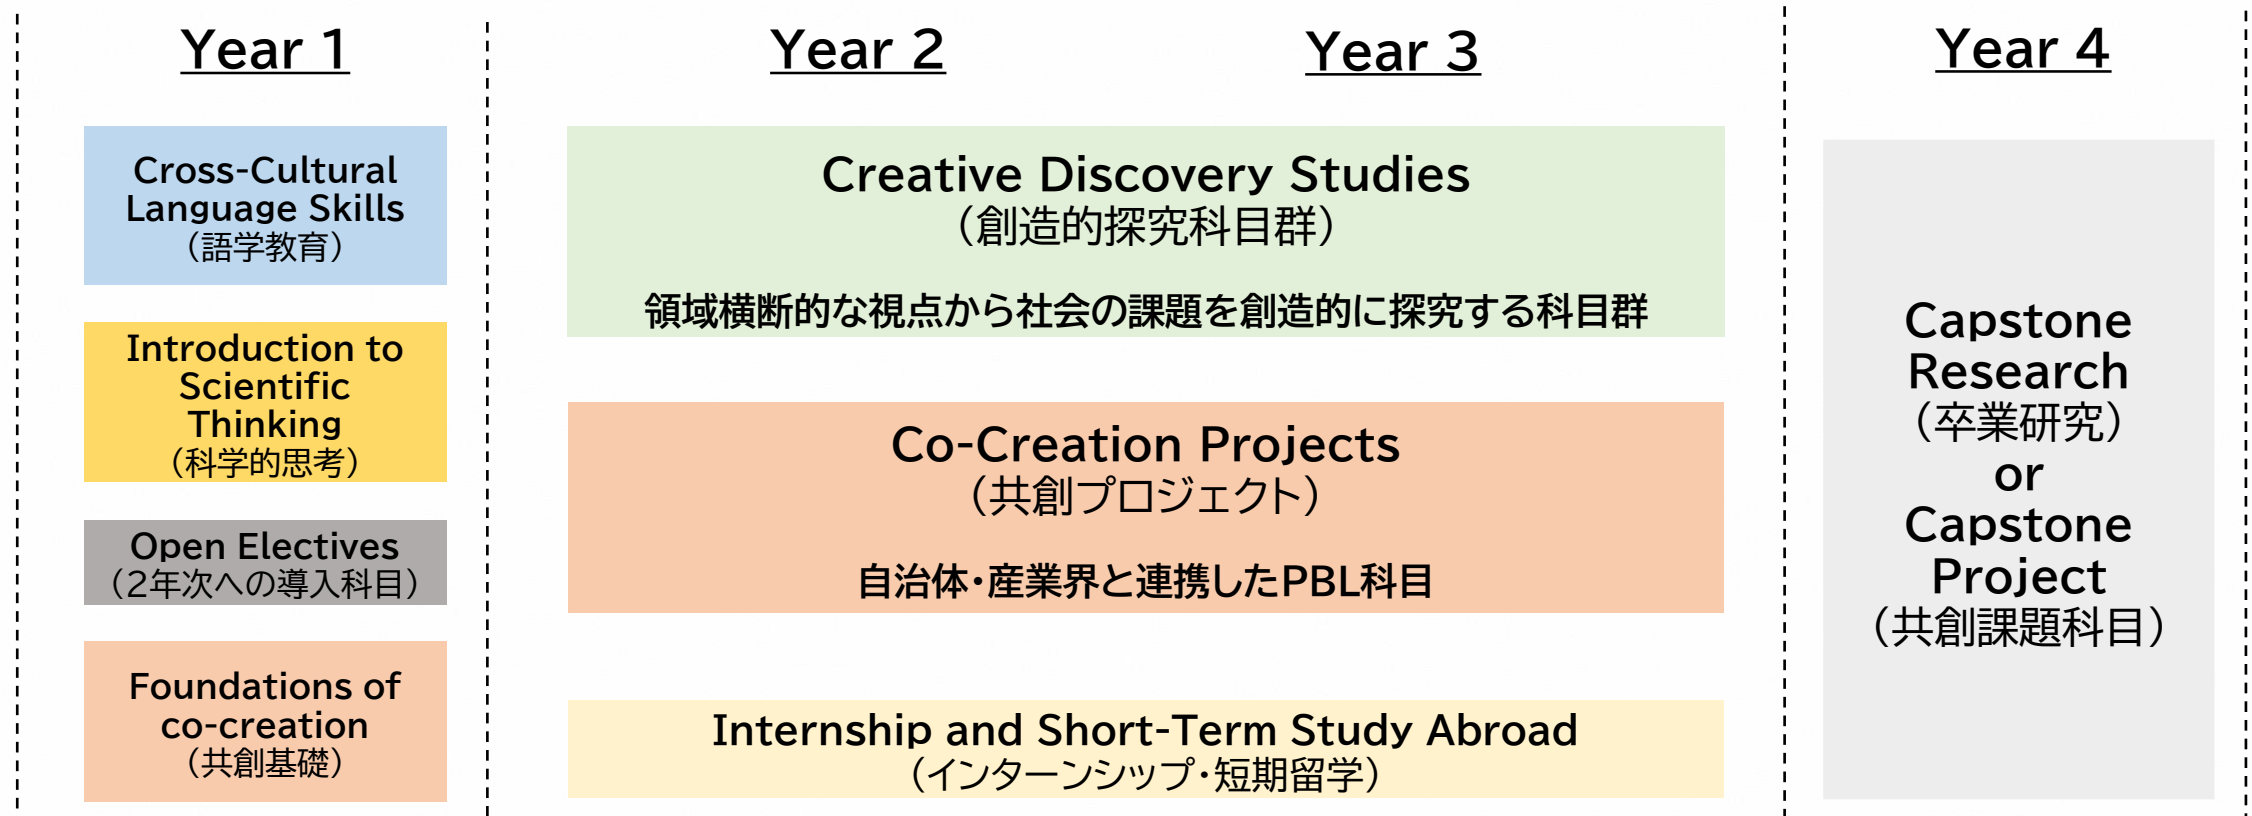 Year 1
Cross-Cultural
Language Skills
（語学教育）
Introduction to
Scientific
Thinking
（科学的思考）
Open Electives
（2年次への導入科目）
Foundations of
co-creation
（共創基礎）
Year 2
Year 3
Creative Discovery Studies
（創造的探究科目群）
領域横断的な視点から社会の課題を創造的に探究する科目群
Co-Creation Projects
（共創プロジェクト）
自治体・産業界と連携したPBL科目
Internship and Short-Term Study Abroad
（インターンシップ・短期留学）
Year 4
Capstone
Research
（卒業研究）
or
Capstone
Project
（共創課題科目）